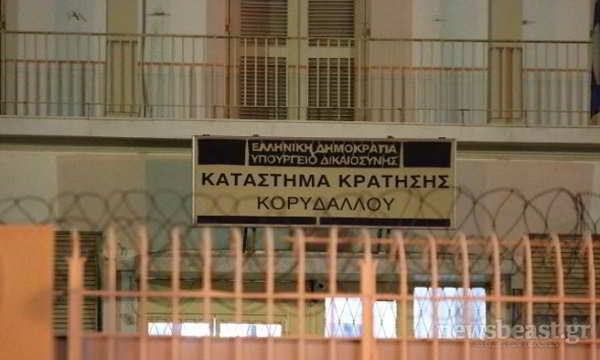 ΕΛΛΗΝΙΚΗ ΔΗΜΟΚΡΑΤΙΑ
ΥΠΟΥΡΓΕΙΟ ΔΙΚΑΙΟΣΥΝΗΣ
ΚΑΤΑΣΤΗΜΑ ΚΡΑΤΗΣΗΣ
ΚΟΡΥΔΑΛΛΟΥ
newsbeast.gr